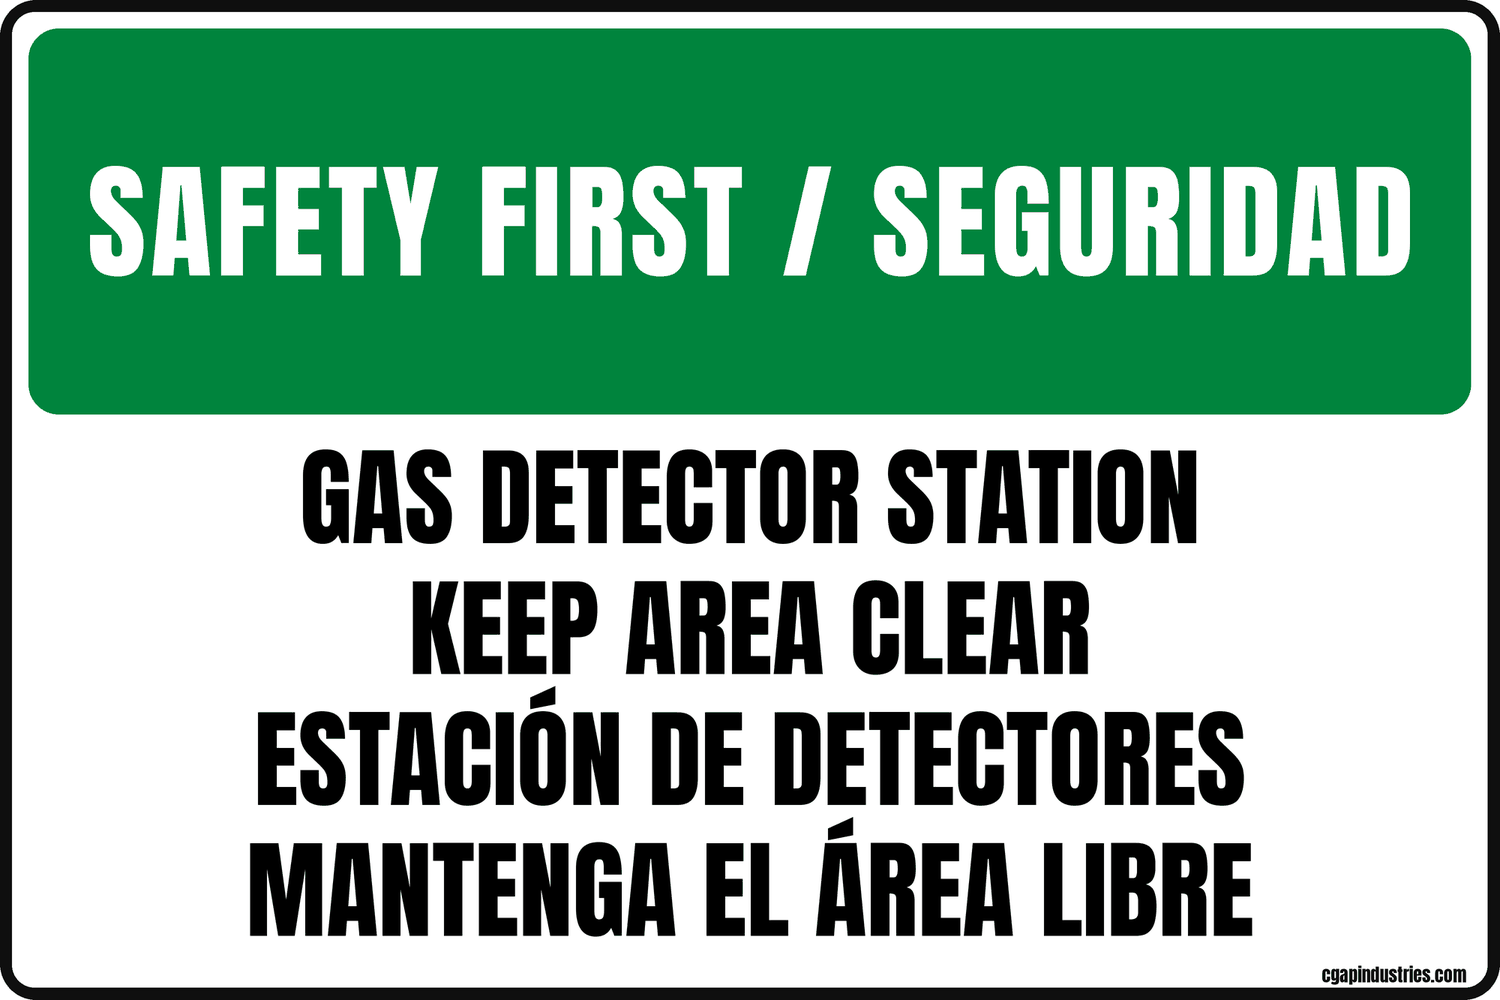 SAFETY FIRST / SEGURIDAD
GAS DETECTOR STATION
KEEP AREA CLEAR
ESTACIÓN DE DETECTORES
MANTENGA EL ÁREA LIBRE
cgapindustries.com